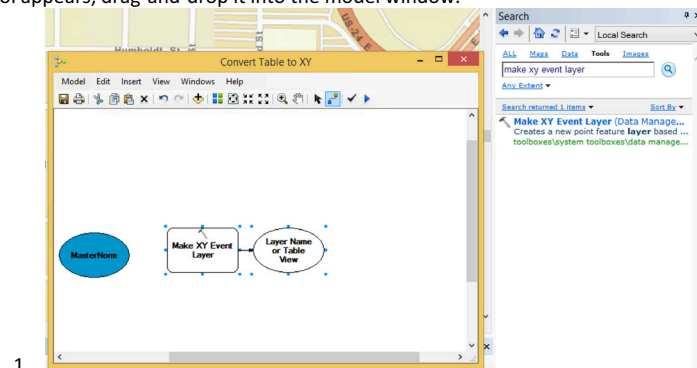 ol appears, drag-and-drop it into the model window.
Humboldt St
US-24 E
Convert Table to XY
Model Edit Insert View Windows Help
MasterNorm
Make XY Event
Layer
Layer Name
or Table
View
Search
Local Search
ALL Maps Data Tools Images
make xy event layer
Any Extent
Search returned 1 items Sort By
Make XY Event Layer (Data Manage...
Creates a new point feature layer based ...
toolboxes\system toolboxes\data manage...
1